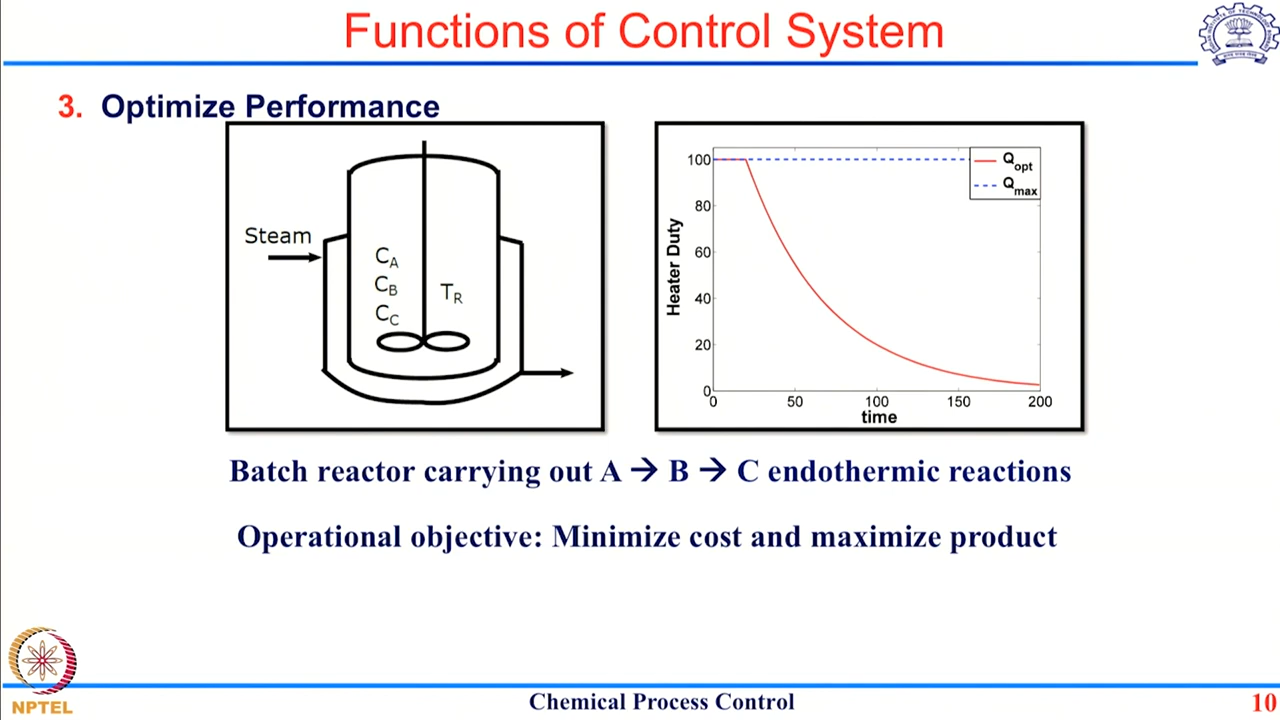 Functions of Control System
3. Optimize Performance
Steam
C_A
C_B
C_C
T_R
Heater Duty
100
80
60
40
20
0
0 50 100 150 200
time
Q_opt
Q_max
Batch reactor carrying out A → B → C endothermic reactions
Operational objective: Minimize cost and maximize product
NPTEL
Chemical Process Control
10